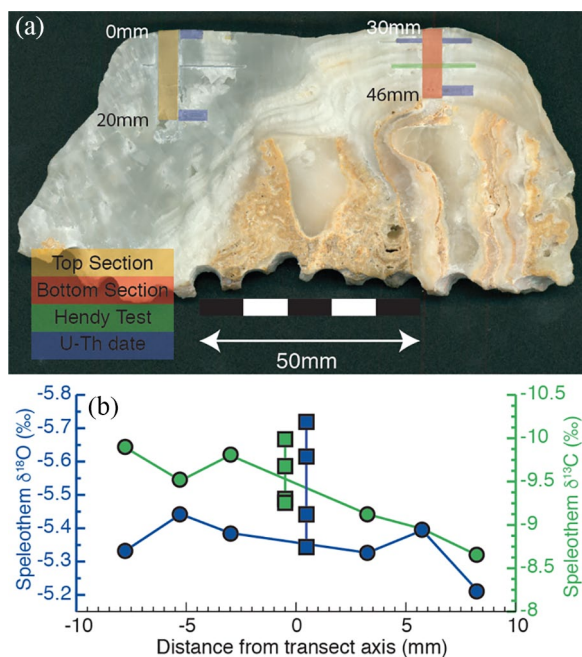 (a)
0mm
30mm
20mm
46mm
Top Section
Bottom Section
Hendy Test
U-Th date
50mm
(b)
-5.8
-5.7
-5.6
-5.5
-5.4
-5.3
-5.2
Speleothem δ¹⁸O (‰)
-10.5
-10
-9.5
-9
-8.5
-8
Speleothem δ¹³C (‰)
-10
-5
0
5
10
Distance from transect axis (mm)